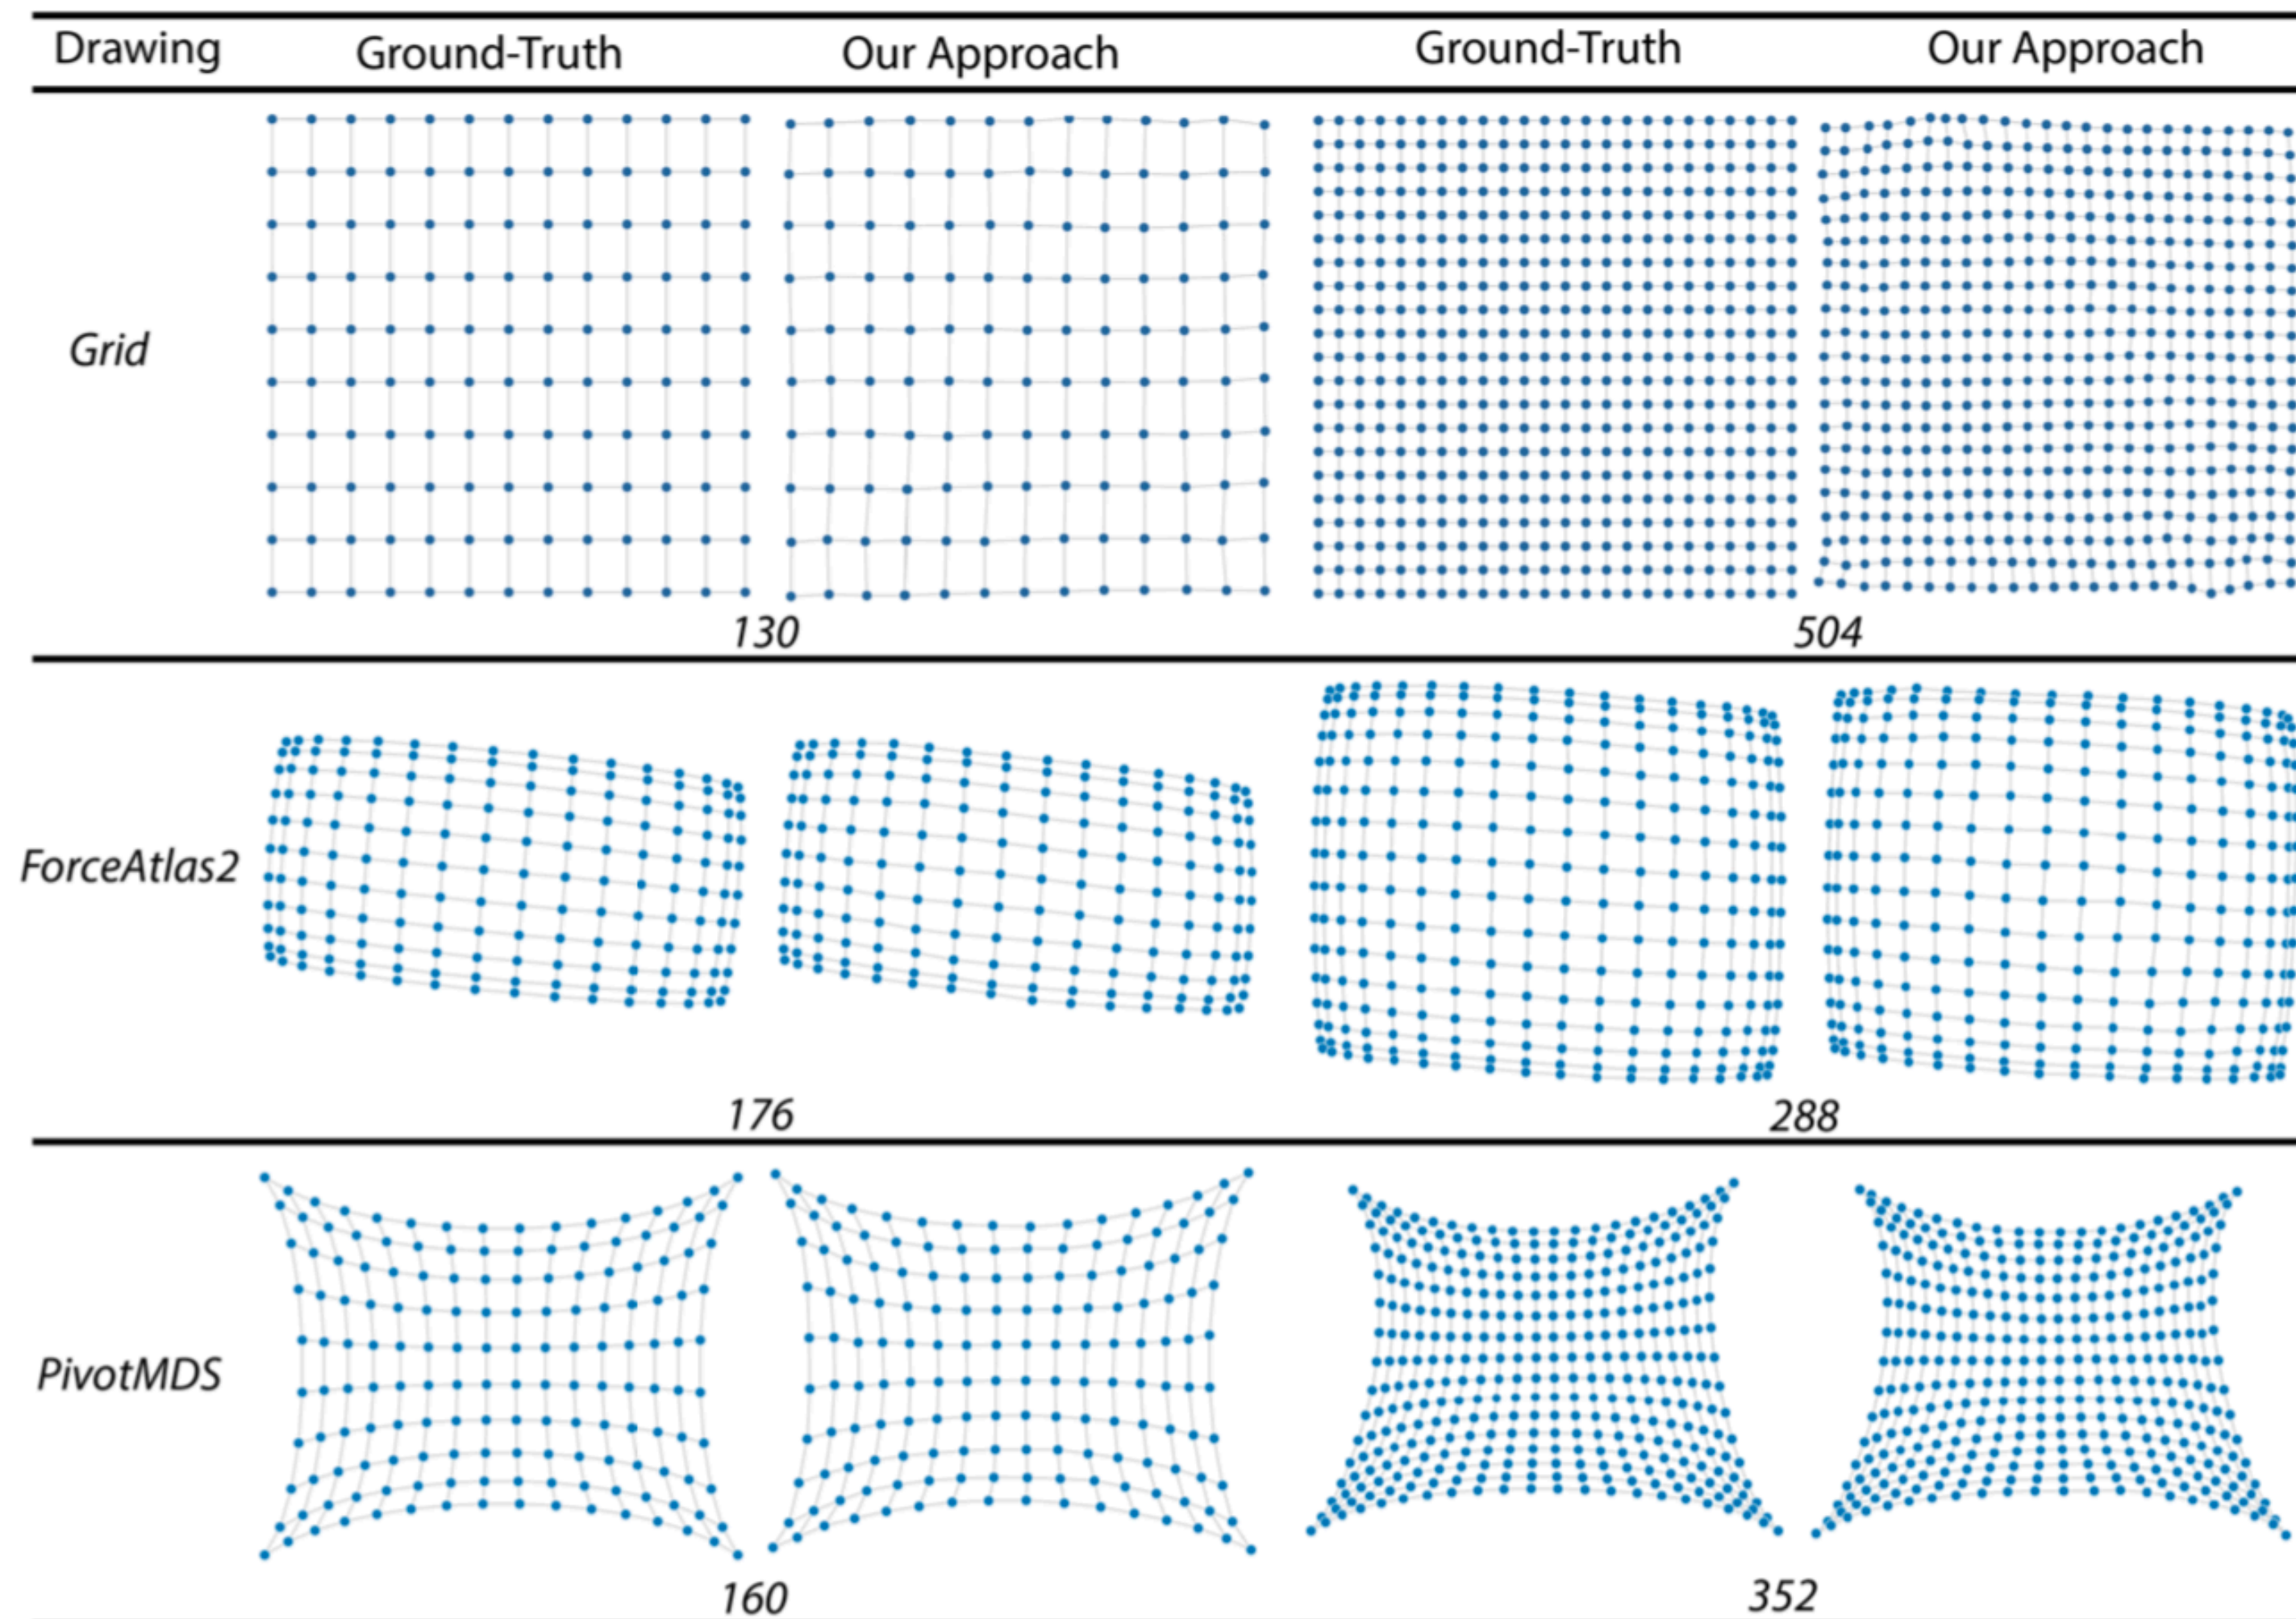 Drawing Ground-Truth Our Approach Ground-Truth Our Approach
Grid
130 504
ForceAtlas2
176 288
PivotMDS
160 352